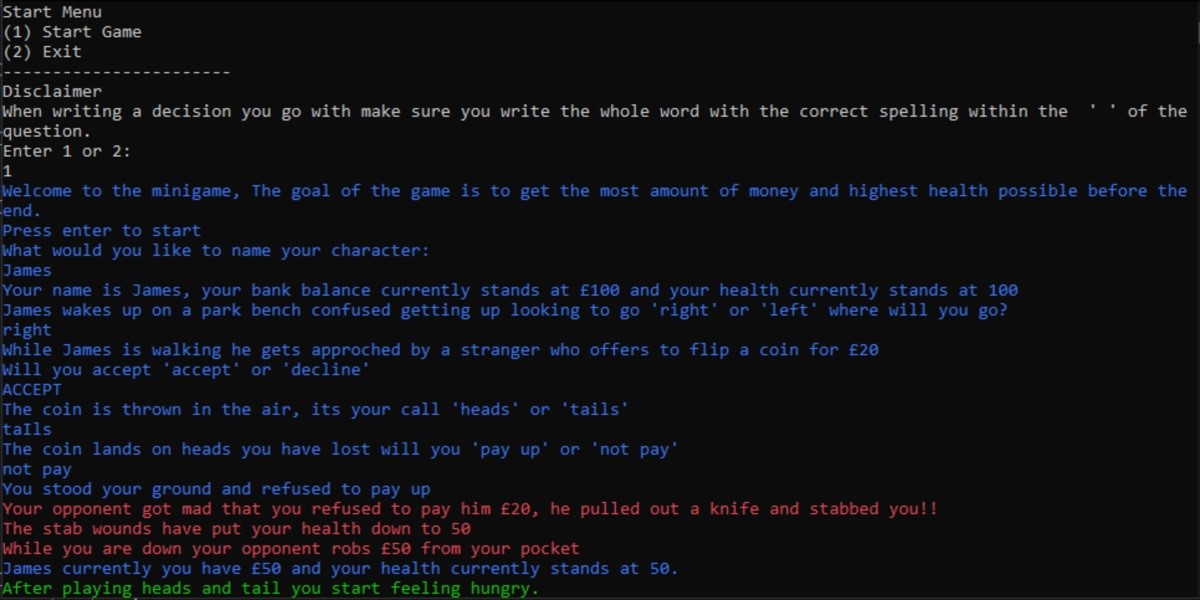 Start Menu
(1) Start Game
(2) Exit
-----------------------
Disclaimer
When writing a decision you go with make sure you write the whole word with the correct spelling within the  ' ' of the
question.
Enter 1 or 2:
1
Welcome to the minigame, The goal of the game is to get the most amount of money and highest health possible before the
end.
Press enter to start
What would you like to name your character:
James
Your name is James, your bank balance currently stands at £100 and your health currently stands at 100
James wakes up on a park bench confused getting up looking to go 'right' or 'left' where will you go?
right
While James is walking he gets approched by a stranger who offers to flip a coin for £20
Will you accept 'accept' or 'decline'
ACCEPT
The coin is thrown in the air, its your call 'heads' or 'tails'
taIls
The coin lands on heads you have lost will you 'pay up' or 'not pay'
not pay
You stood your ground and refused to pay up
Your opponent got mad that you refused to pay him £20, he pulled out a knife and stabbed you!!
The stab wounds have put your health down to 50
While you are down your opponent robs £50 from your pocket
James currently you have £50 and your health currently stands at 50.
After playing heads and tail you start feeling hungry.